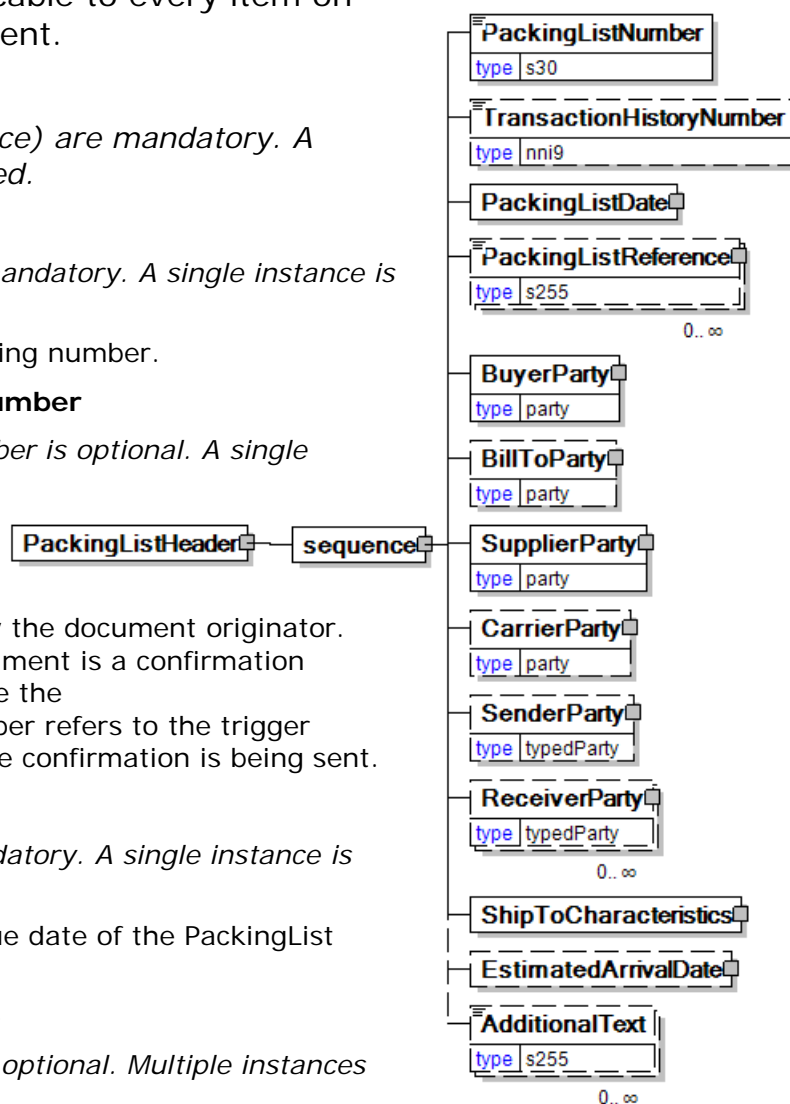 cable to every item on
ent.
ce) are mandatory. A
ed.
andatory. A single instance is
ing number.
umber
ber is optional. A single
the document originator.
ment is a confirmation
e the
ber refers to the trigger
e confirmation is being sent.
datory. A single instance is
ue date of the PackingList
optional. Multiple instances
PackingListHeader
sequence
PackingListNumber
type s30
TransactionHistoryNumber
type nni9
PackingListDate
PackingListReference
type s255
0.. ∞
BuyerParty
type party
BillToParty
type party
SupplierParty
type party
CarrierParty
type party
SenderParty
type typedParty
ReceiverParty
type typedParty
0.. ∞
ShipToCharacteristics
EstimatedArrivalDate
AdditionalText
type s255
0.. ∞